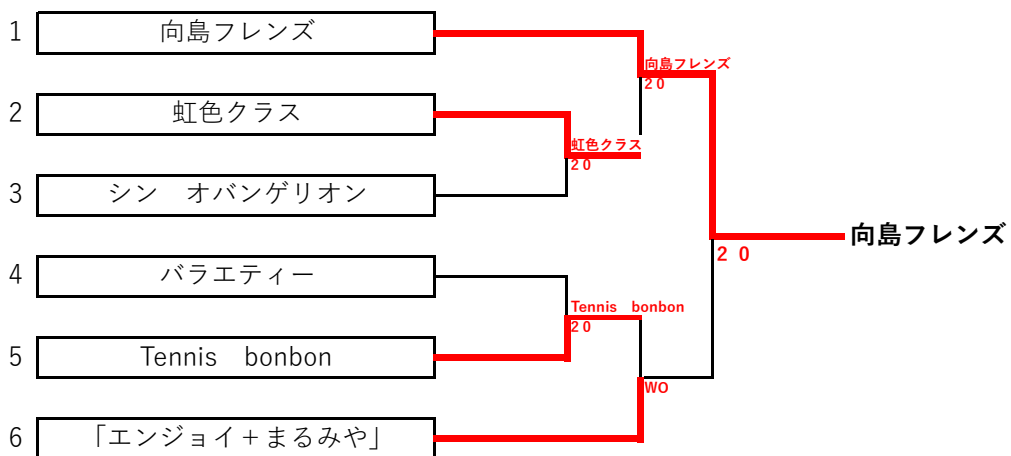 1 向島フレンズ
向島フレンズ
2 0
2 虹色クラス
虹色クラス
2 0
3 シン　オバンゲリオン
向島フレンズ
2 0
4 バラエティー
Tennis　bonbon
2 0
5 Tennis　bonbon
WO
6 「エンジョイ＋まるみや」